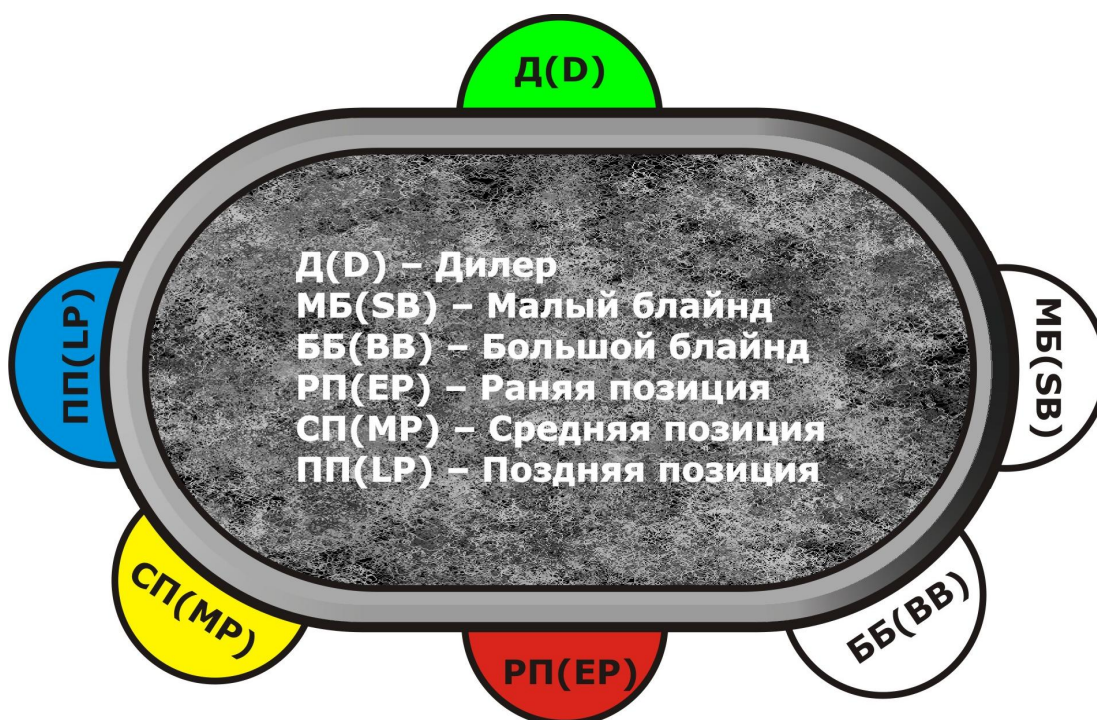 Д(D)
Д(D) – Дилер
МБ(SB) – Малый блайнд
ББ(BB) – Большой блайнд
РП(EP) – Раняя позиция
СП(MP) – Средняя позиция
ПП(LP) – Поздняя позиция
ПП(LP)
МБ(SB)
СП(MP)
ББ(BB)
РП(EP)